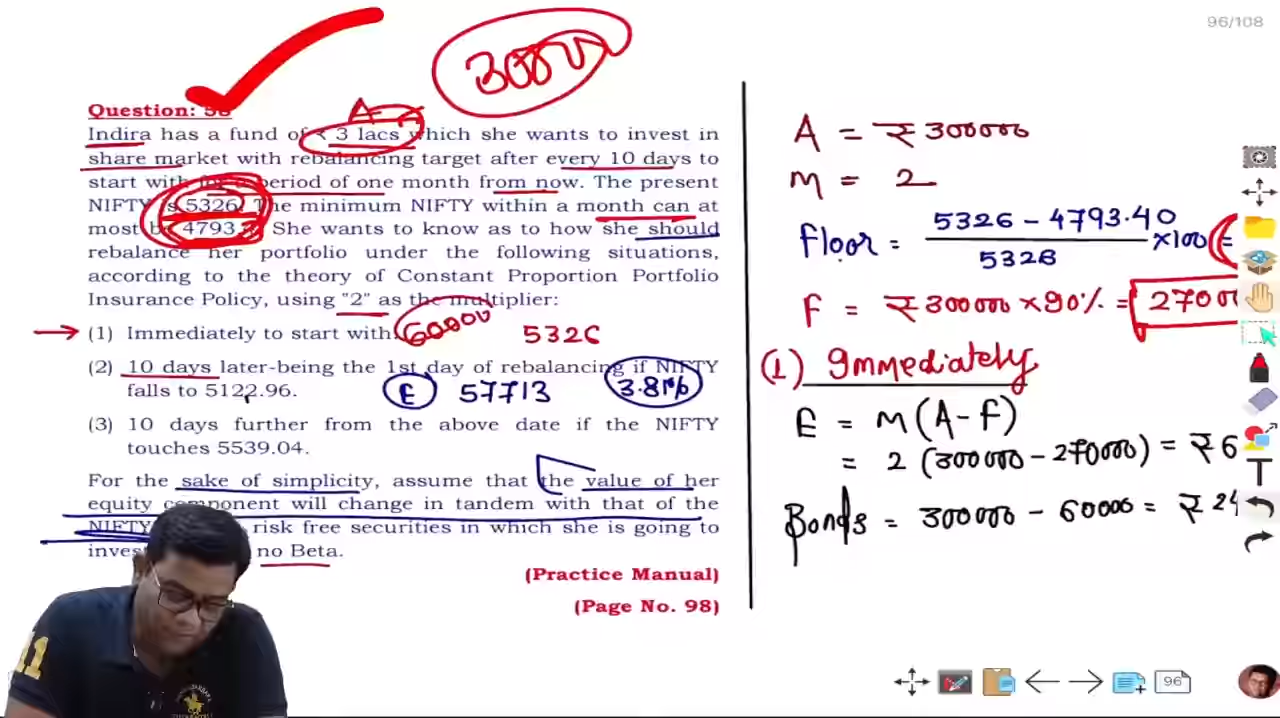 96/108
30000
Question: 56
A
Indira has a fund of ₹ 3 lacs which she wants to invest in
share market with rebalancing target after every 10 days to
start with for a period of one month from now. The present
NIFTY is 5326. The minimum NIFTY within a month can at
most be 4793.4. She wants to know as to how she should
rebalance her portfolio under the following situations,
according to the theory of Constant Proportion Portfolio
Insurance Policy, using "2" as the multiplier:
(1) Immediately to start with. 60000 5326
(2) 10 days later-being the 1st day of rebalancing if NIFTY
falls to 5122.96. E 57713 3.81%
(3) 10 days further from the above date if the NIFTY
touches 5539.04.
For the sake of simplicity, assume that the value of her
equity component will change in tandem with that of the
NIFTY risk free securities in which she is going to
inves no Beta.
(Practice Manual)
(Page No. 98)
A = ₹ 300000
M = 2
Floor = 5326 - 4793.40
5326 ×100 =
F = ₹ 300000 × 90% = 27000
(1) Immediately
E = M (A-F)
= 2 (300000 - 270000) = ₹ 6
Bonds = 300000 - 60000 = ₹ 24
T
96
11